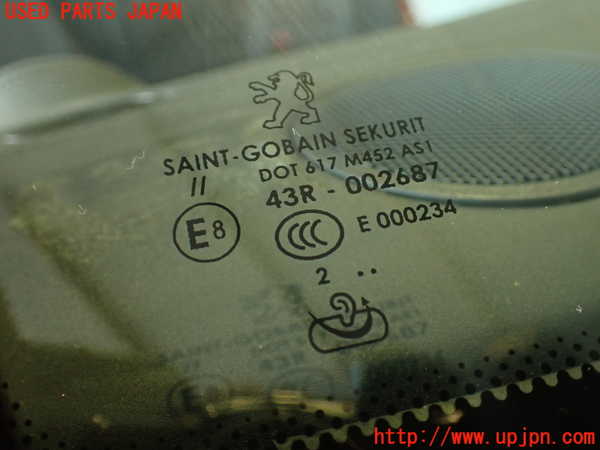 USED PARTS JAPAN
SAINT-GOBAIN SEKURIT
DOT 617 M452 AS1
II
43R - 002687
E8
CCC
E 000234
2 ..
http://www.upjpn.com/